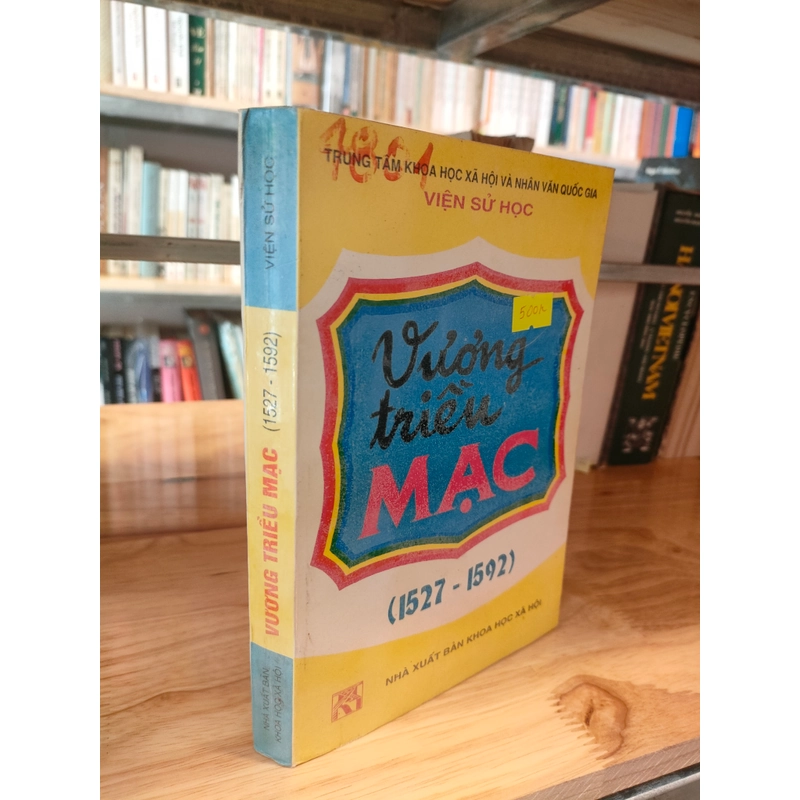 1801
TRUNG TÂM KHOA HỌC XÃ HỘI VÀ NHÂN VĂN QUỐC GIA
VIỆN SỬ HỌC
500k
Vương
triều
MẠC
(1527 - 1592)
NHÀ XUẤT BẢN KHOA HỌC XÃ HỘI
VIỆN SỬ HỌC
VƯƠNG TRIỀU MẠC (1527 - 1592)
NHÀ XUẤT BẢN
KHOA HỌC XÃ HỘI